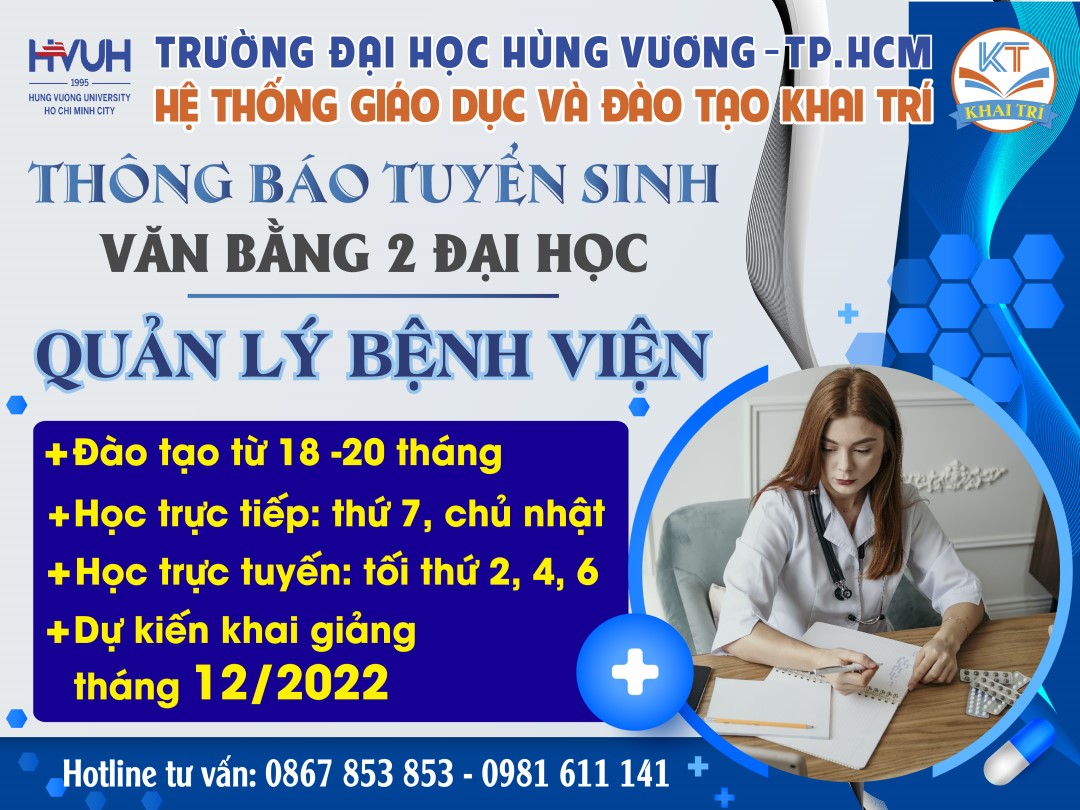 HVUH
1995
HUNG VUONG UNIVERSITY
HO CHI MINH CITY
TRƯỜNG ĐẠI HỌC HÙNG VƯƠNG - TP.HCM
HỆ THỐNG GIÁO DỤC VÀ ĐÀO TẠO KHAI TRÍ
KT
KHAI TRÍ
THÔNG BÁO TUYỂN SINH
VĂN BẰNG 2 ĐẠI HỌC
QUẢN LÝ BỆNH VIỆN
+Đào tạo từ 18 -20 tháng
+Học trực tiếp: thứ 7, chủ nhật
+Học trực tuyến: tối thứ 2, 4, 6
+Dự kiến khai giảng
tháng 12/2022
Hotline tư vấn: 0867 853 853 - 0981 611 141